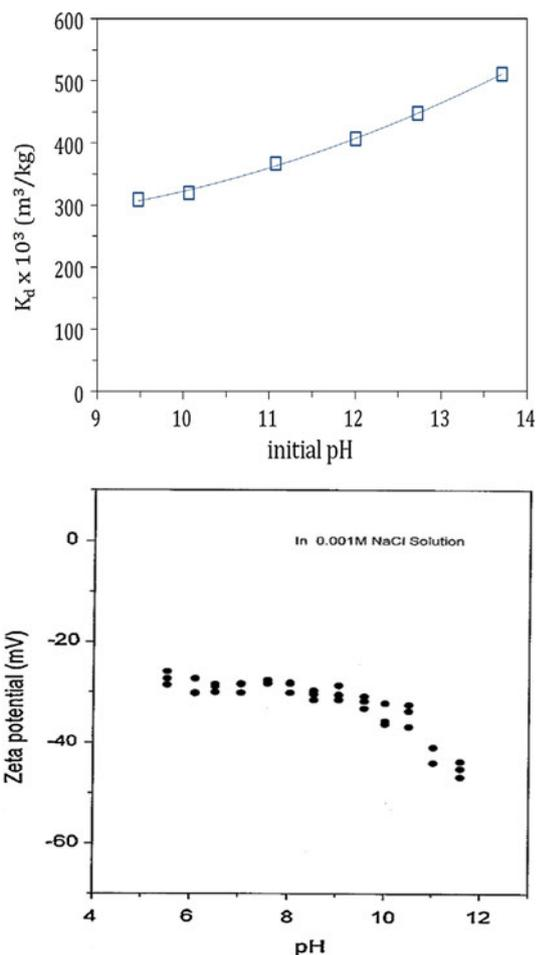 600
500
400
300
200
100
0
K_d x 10³ (m³/kg)
9 10 11 12 13 14
initial pH
In 0.001M NaCl Solution
0
-20
-40
-60
Zeta potential (mV)
4 6 8 10 12
pH